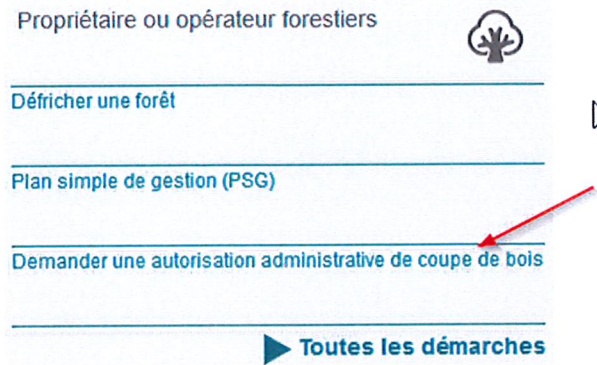 Propriétaire ou opérateur forestiers
Défricher une forêt
Plan simple de gestion (PSG)
Demander une autorisation administrative de coupe de bois
Toutes les démarches